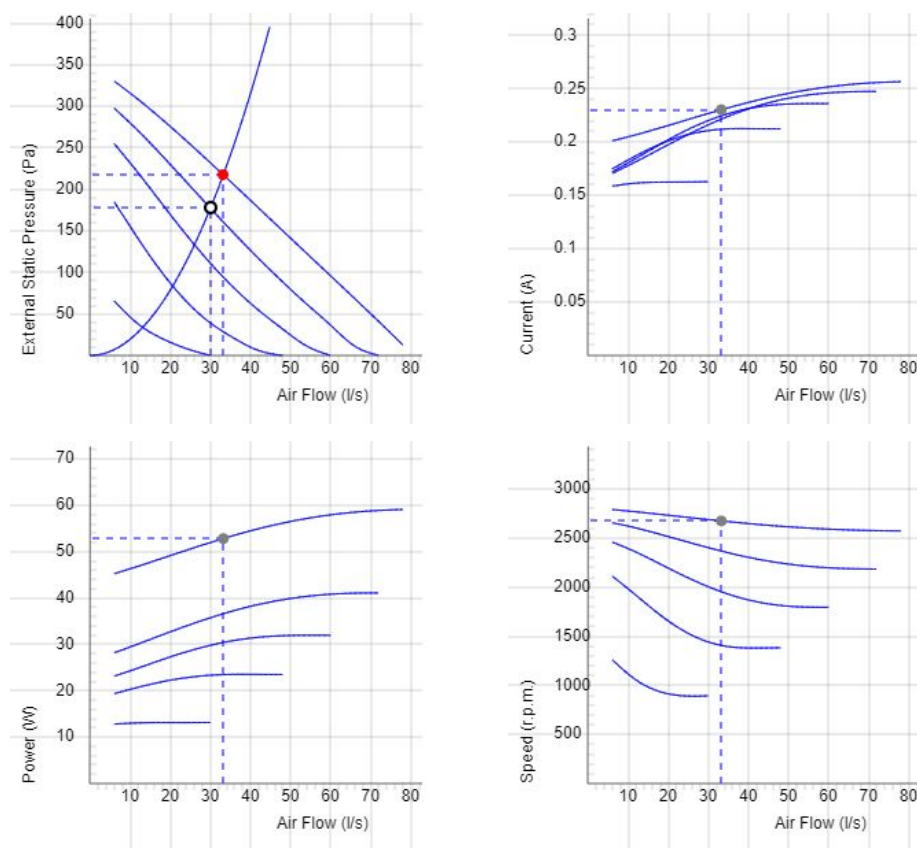 400
350
300
250
200
150
100
50
External Static Pressure (Pa)
10 20 30 40 50 60 70 80
Air Flow (l/s)
0.3
0.25
0.2
0.15
0.1
0.05
Current (A)
10 20 30 40 50 60 70 80
Air Flow (l/s)
70
60
50
40
30
20
10
Power (W)
10 20 30 40 50 60 70 80
Air Flow (l/s)
3000
2500
2000
1500
1000
500
Speed (r.p.m.)
10 20 30 40 50 60 70 80
Air Flow (l/s)